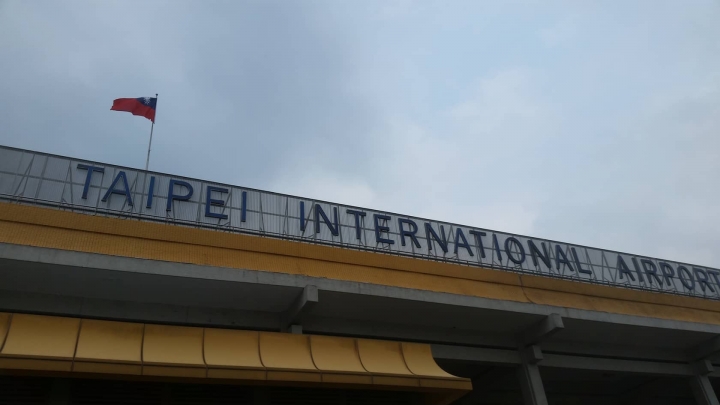 TAIPEI INTERNATIONAL AIRPORT